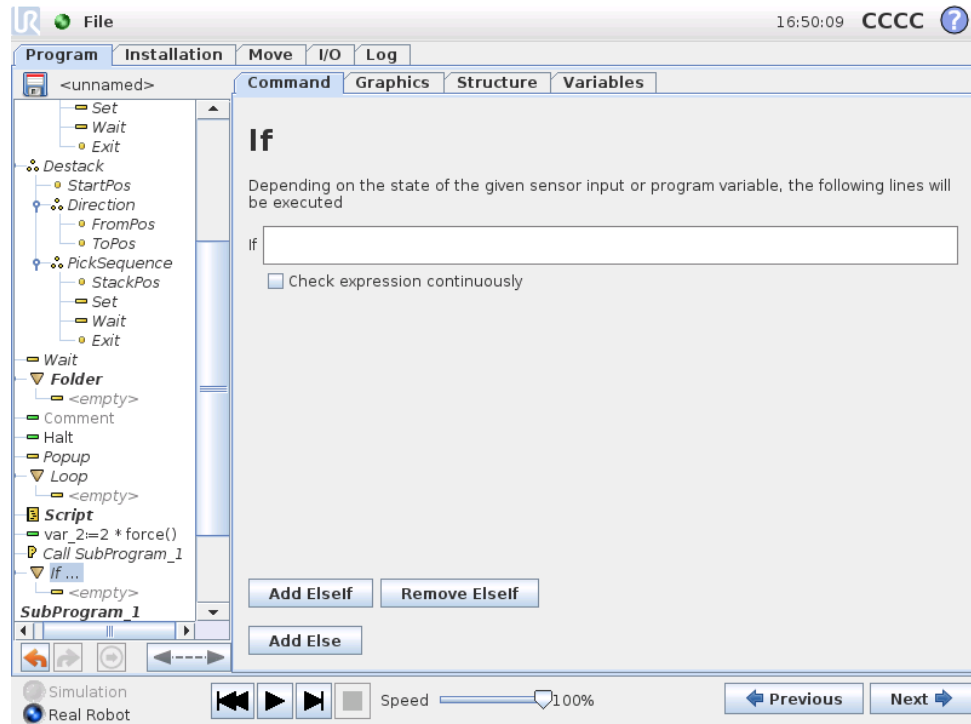 UR File 16:50:09 CCCC ?
Program Installation Move I/O Log
<unnamed>
Command Graphics Structure Variables
Set
Wait
Exit
Destack
StartPos
Direction
FromPos
ToPos
PickSequence
StackPos
Set
Wait
Exit
Wait
Folder
<empty>
Comment
Halt
Popup
Loop
<empty>
Script
var_2:=2 * force()
P Call SubProgram_1
If ...
<empty>
SubProgram_1
If
Depending on the state of the given sensor input or program variable, the following lines will
be executed
If
Check expression continuously
Add ElseIf Remove ElseIf
Add Else
Simulation
Real Robot
Speed 100%
Previous Next